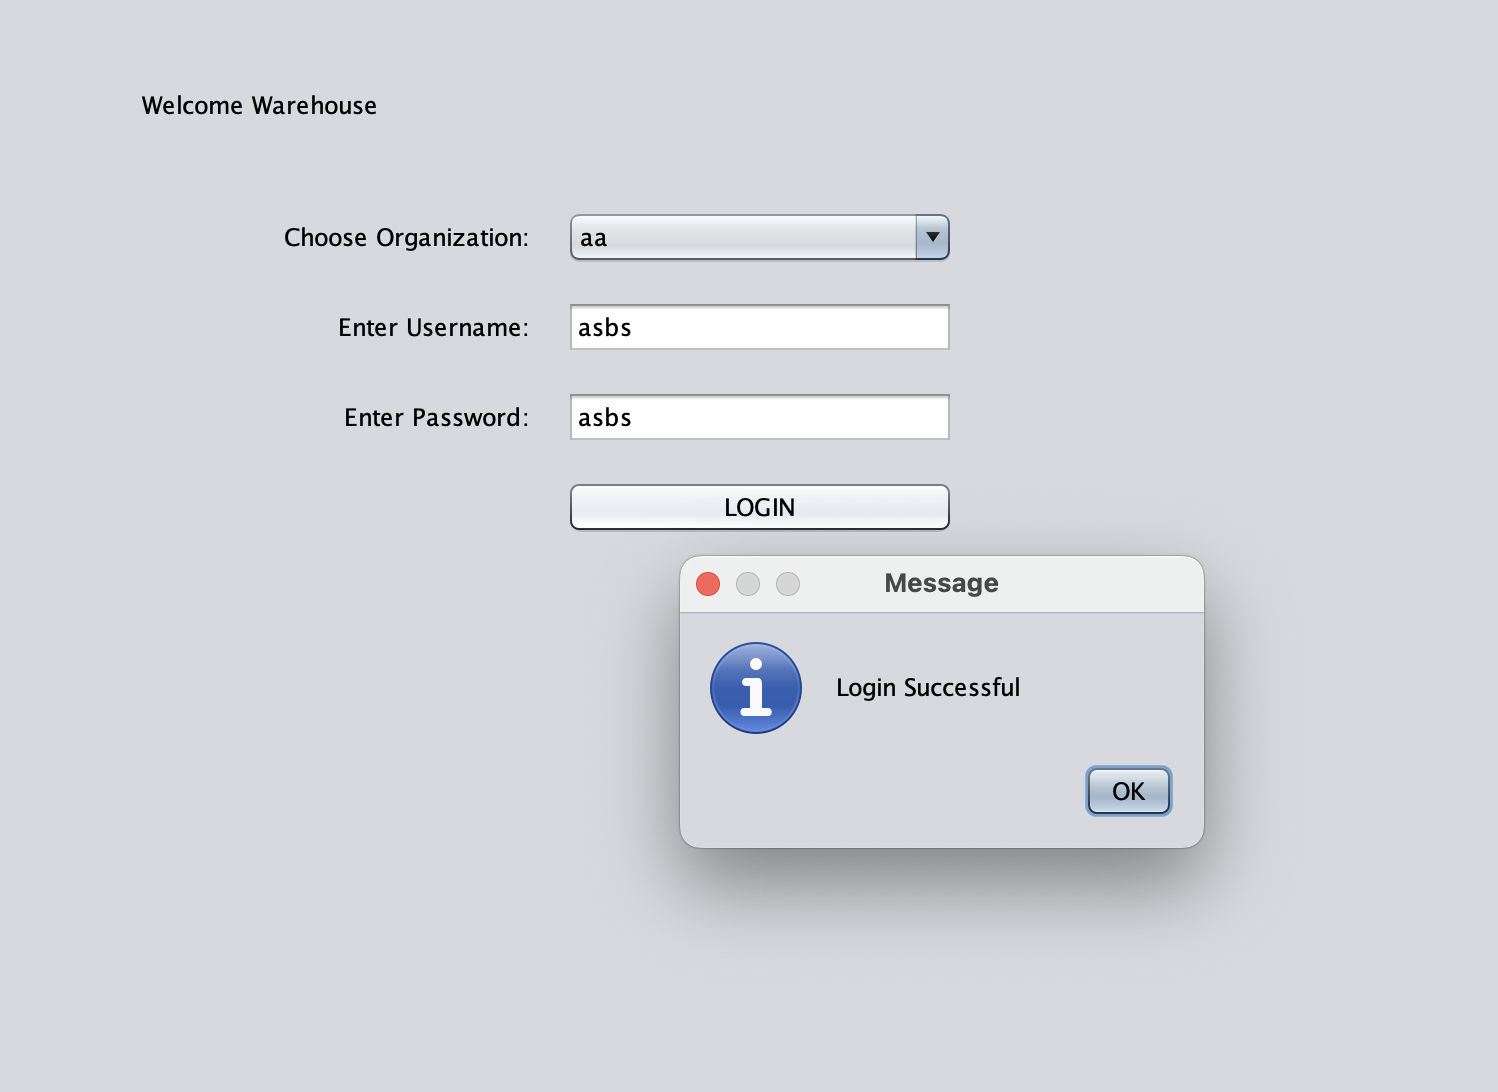 Welcome Warehouse
Choose Organization: aa
Enter Username: asbs
Enter Password: asbs
LOGIN
Message
Login Successful
OK